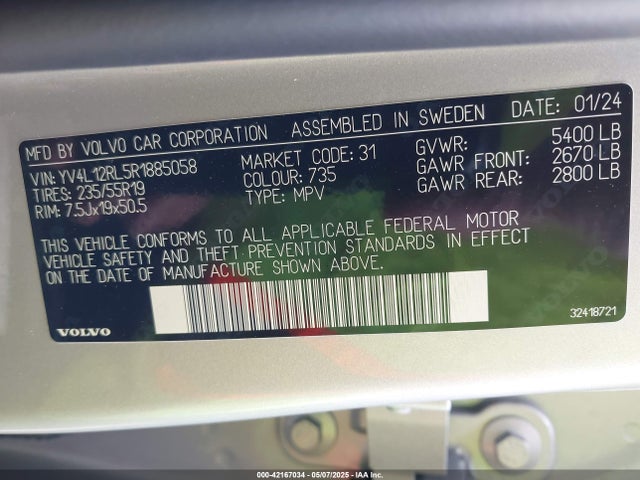 MFD BY VOLVO CAR CORPORATION ASSEMBLED IN SWEDEN DATE: 01/24
VIN: YV4L12RL5R1885058 MARKET CODE: 31 GVWR: 5400 LB
TIRES: 235/55R19 COLOUR: 735 GAWR FRONT: 2670 LB
RIM: 7.5Jx19x50.5 TYPE: MPV GAWR REAR: 2800 LB
THIS VEHICLE CONFORMS TO ALL APPLICABLE FEDERAL MOTOR
VEHICLE SAFETY AND THEFT PREVENTION STANDARDS IN EFFECT
ON THE DATE OF MANUFACTURE SHOWN ABOVE.
VOLVO 32418721
000-42167034 - 05/07/2025 - IAAI.com